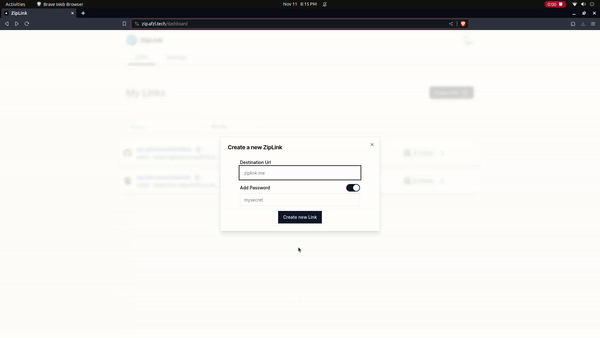 Activities
Brave Web Browser
Nov 11 8:15 PM
0:00
ZipLink
zip.afzl.tech/dashboard
ZipLink
My Links
Create a new ZipLink
Destination Url
ziplink.me
Add Password
mysecret
Create new Link